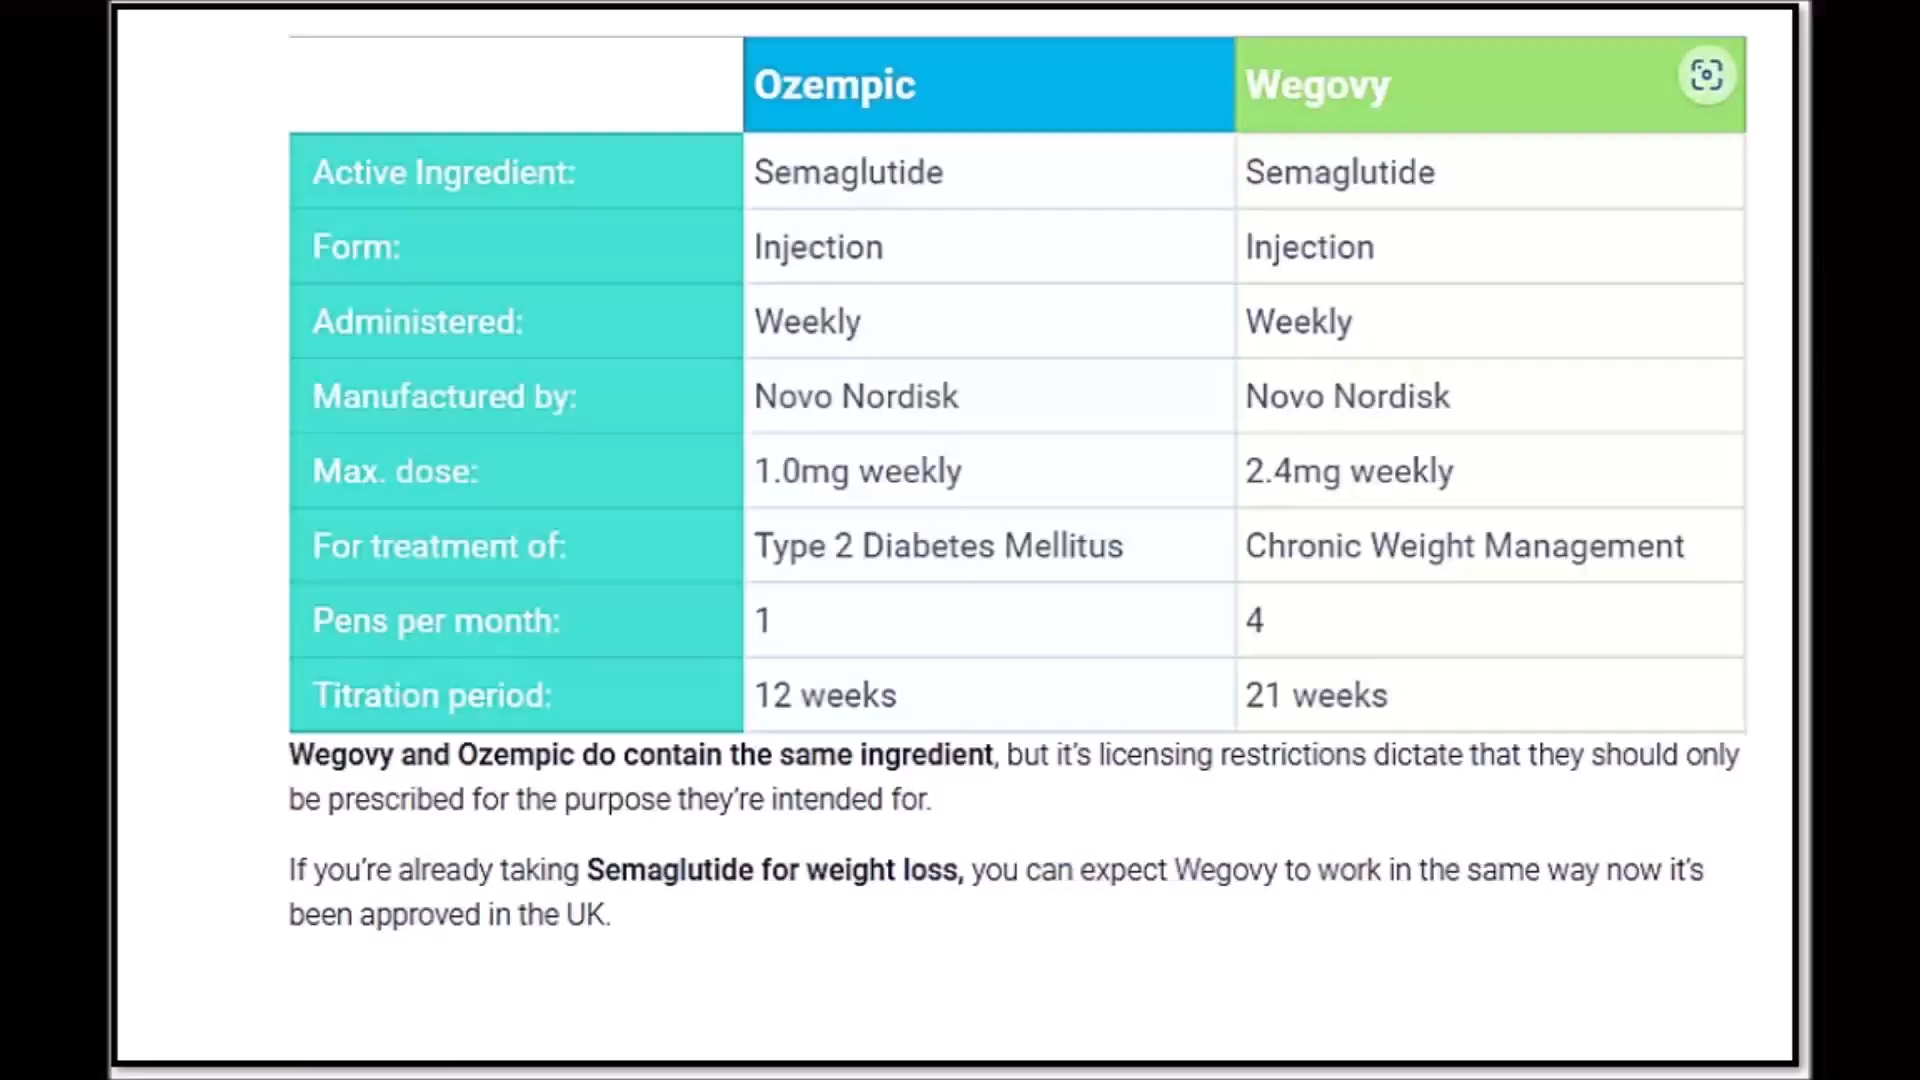 Ozempic Wegovy
Active Ingredient: Semaglutide Semaglutide
Form: Injection Injection
Administered: Weekly Weekly
Manufactured by: Novo Nordisk Novo Nordisk
Max. dose: 1.0mg weekly 2.4mg weekly
For treatment of: Type 2 Diabetes Mellitus Chronic Weight Management
Pens per month: 1 4
Titration period: 12 weeks 21 weeks
Wegovy and Ozempic do contain the same ingredient, but it’s licensing restrictions dictate that they should only
be prescribed for the purpose they’re intended for.
If you’re already taking Semaglutide for weight loss, you can expect Wegovy to work in the same way now it’s
been approved in the UK.